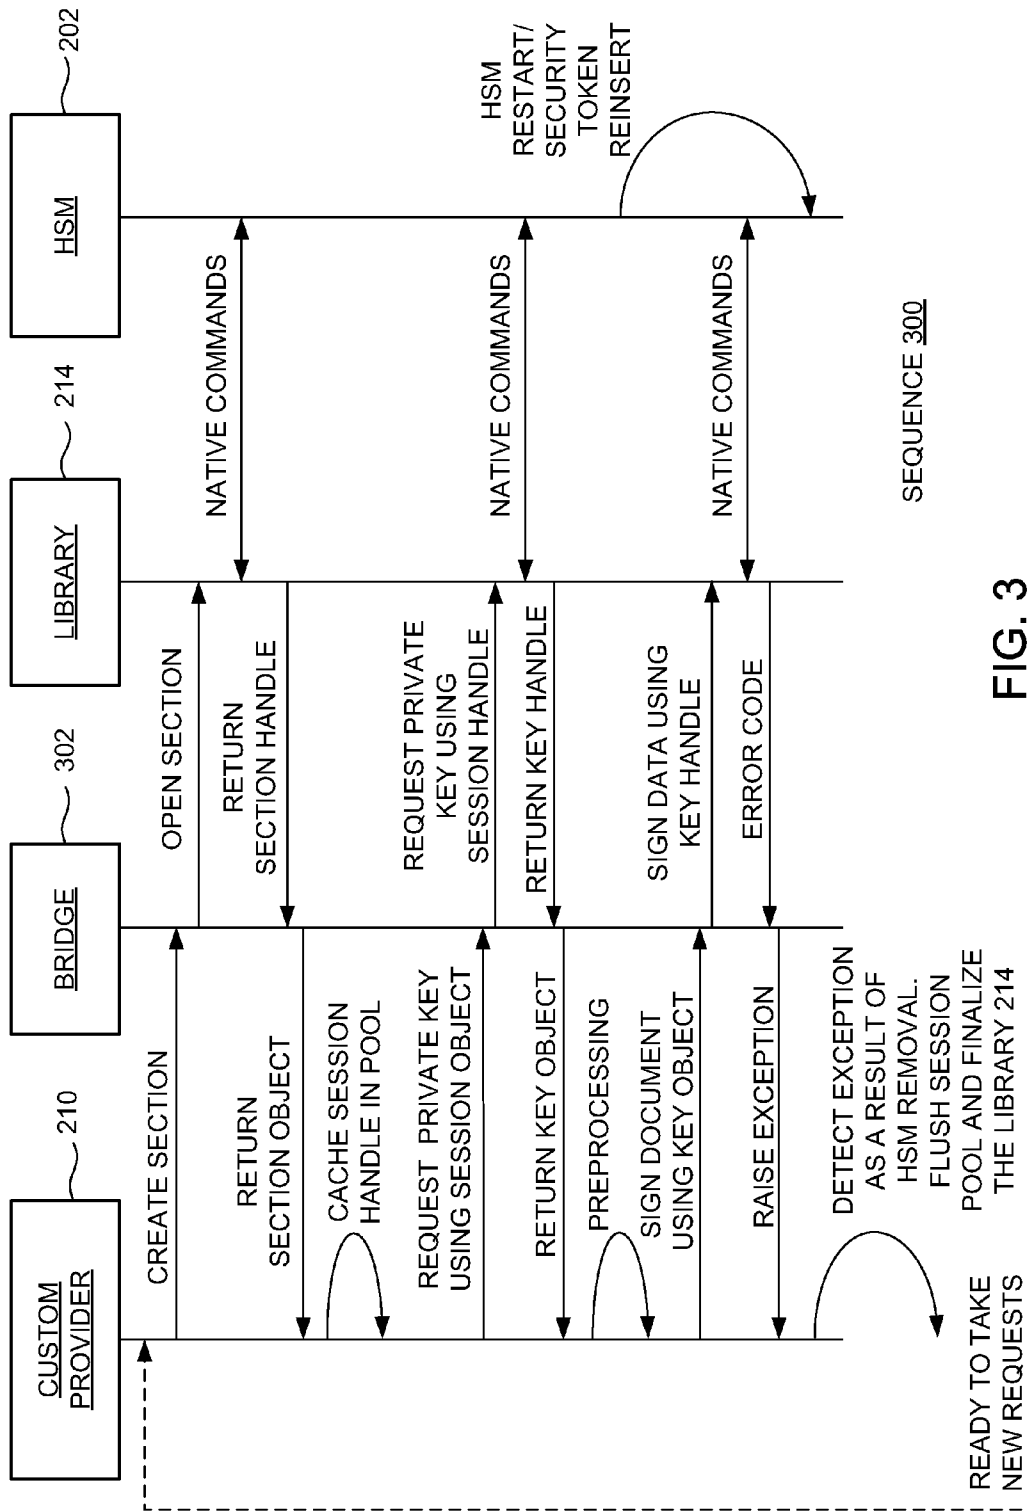 CUSTOM
PROVIDER
210
BRIDGE
302
LIBRARY
214
HSM
202
CREATE SECTION
OPEN SECTION
NATIVE COMMANDS
RETURN
SECTION HANDLE
RETURN
SECTION OBJECT
CACHE SESSION
HANDLE IN POOL
REQUEST PRIVATE KEY
USING SESSION OBJECT
REQUEST PRIVATE
KEY USING
SESSION HANDLE
NATIVE COMMANDS
RETURN KEY HANDLE
RETURN KEY OBJECT
PREPROCESSING
HSM
RESTART/
SECURITY
TOKEN
REINSERT
SIGN DOCUMENT
USING KEY OBJECT
SIGN DATA USING
KEY HANDLE
NATIVE COMMANDS
ERROR CODE
RAISE EXCEPTION
DETECT EXCEPTION
AS A RESULT OF
HSM REMOVAL.
FLUSH SESSION
POOL AND FINALIZE
THE LIBRARY 214
READY TO TAKE
NEW REQUESTS
SEQUENCE 300
FIG. 3